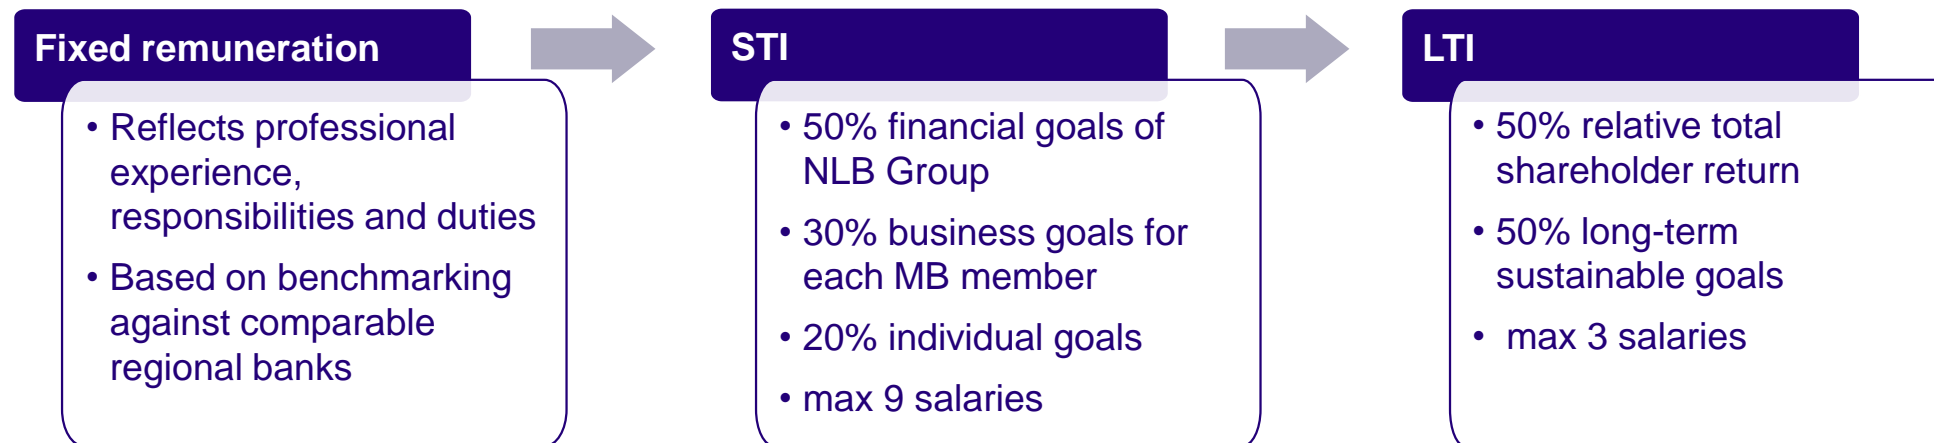 Fixed remuneration
• Reflects professional
experience,
responsibilities and duties
• Based on benchmarking
against comparable
regional banks
STI
• 50% financial goals of
NLB Group
• 30% business goals for
each MB member
• 20% individual goals
• max 9 salaries
LTI
• 50% relative total
shareholder return
• 50% long-term
sustainable goals
• max 3 salaries